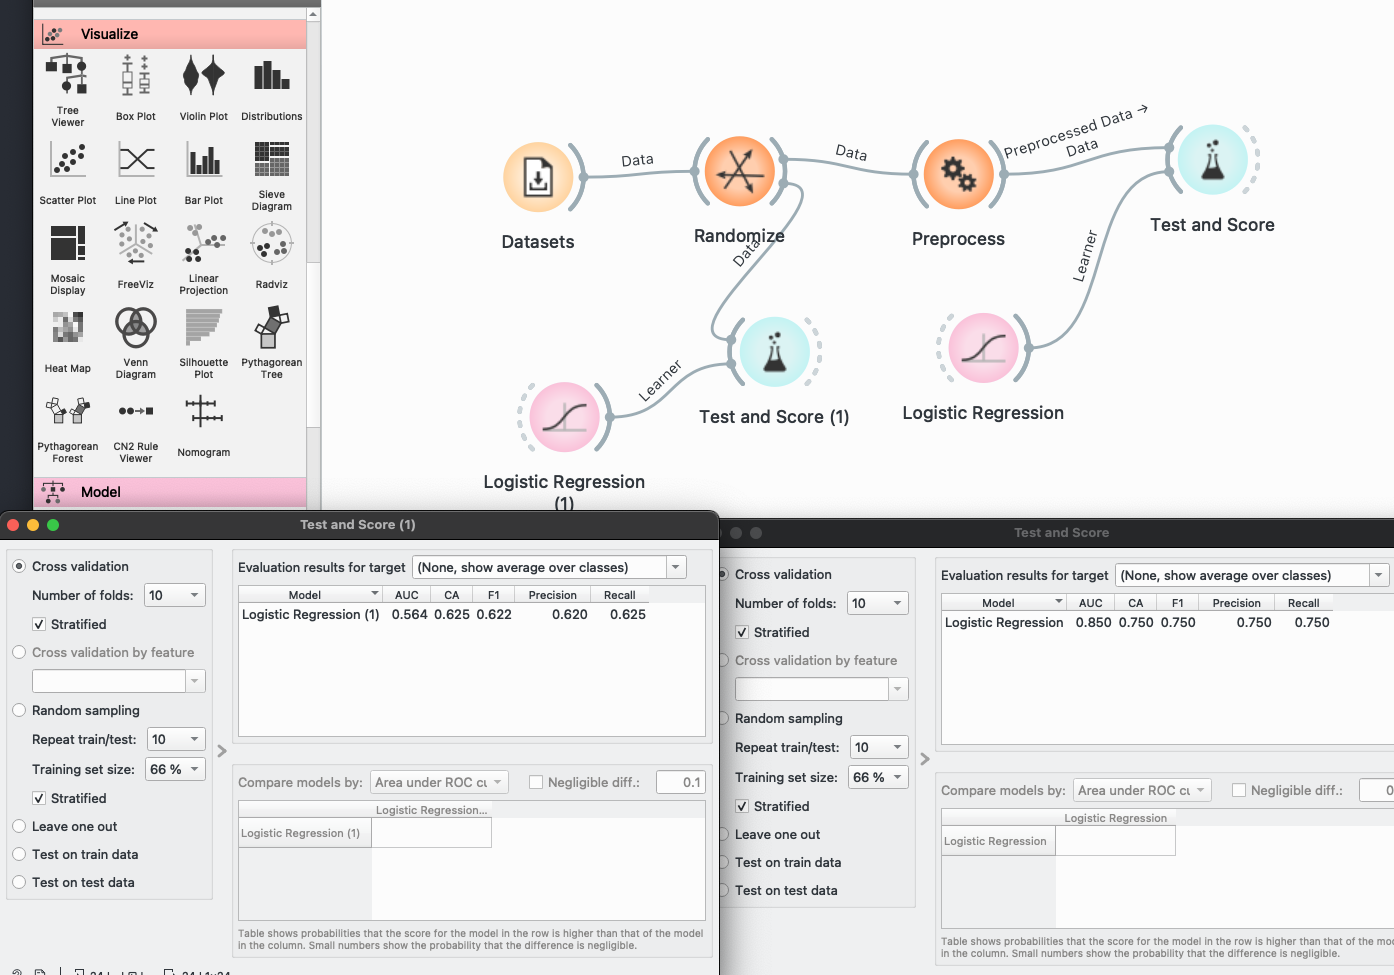 Visualize
Tree Viewer
Box Plot
Violin Plot
Distributions
Scatter Plot
Line Plot
Bar Plot
Sieve Diagram
Mosaic Display
FreeViz
Linear Projection
Radviz
Heat Map
Venn Diagram
Silhouette Plot
Pythagorean Tree
Pythagorean Forest
CN2 Rule Viewer
Nomogram
Model
Datasets
Data
Randomize
Data
Preprocess
Preprocessed Data →
Data
Test and Score
Data
Learner
Learner
Test and Score (1)
Logistic Regression
Logistic Regression
(1)
Test and Score (1)
Cross validation
Number of folds: 10
Stratified
Cross validation by feature
Random sampling
Repeat train/test: 10
Training set size: 66 %
Stratified
Leave one out
Test on train data
Test on test data
Evaluation results for target (None, show average over classes)
Model AUC CA F1 Precision Recall
Logistic Regression (1) 0.564 0.625 0.622 0.620 0.625
Compare models by: Area under ROC cu Negligible diff.: 0.1
Logistic Regression...
Logistic Regression (1)
Table shows probabilities that the score for the model in the row is higher than that of the model
in the column. Small numbers show the probability that the difference is negligible.
Test and Score
Cross validation
Number of folds: 10
Stratified
Cross validation by feature
Random sampling
Repeat train/test: 10
Training set size: 66 %
Stratified
Leave one out
Test on train data
Test on test data
Evaluation results for target (None, show average over classes)
Model AUC CA F1 Precision Recall
Logistic Regression 0.850 0.750 0.750 0.750 0.750
Compare models by: Area under ROC cu Negligible diff.: 0
Logistic Regression
Logistic Regression
Table shows probabilities that the score for the model in the row is higher than that of the mo
in the column. Small numbers show the probability that the difference is negligible.